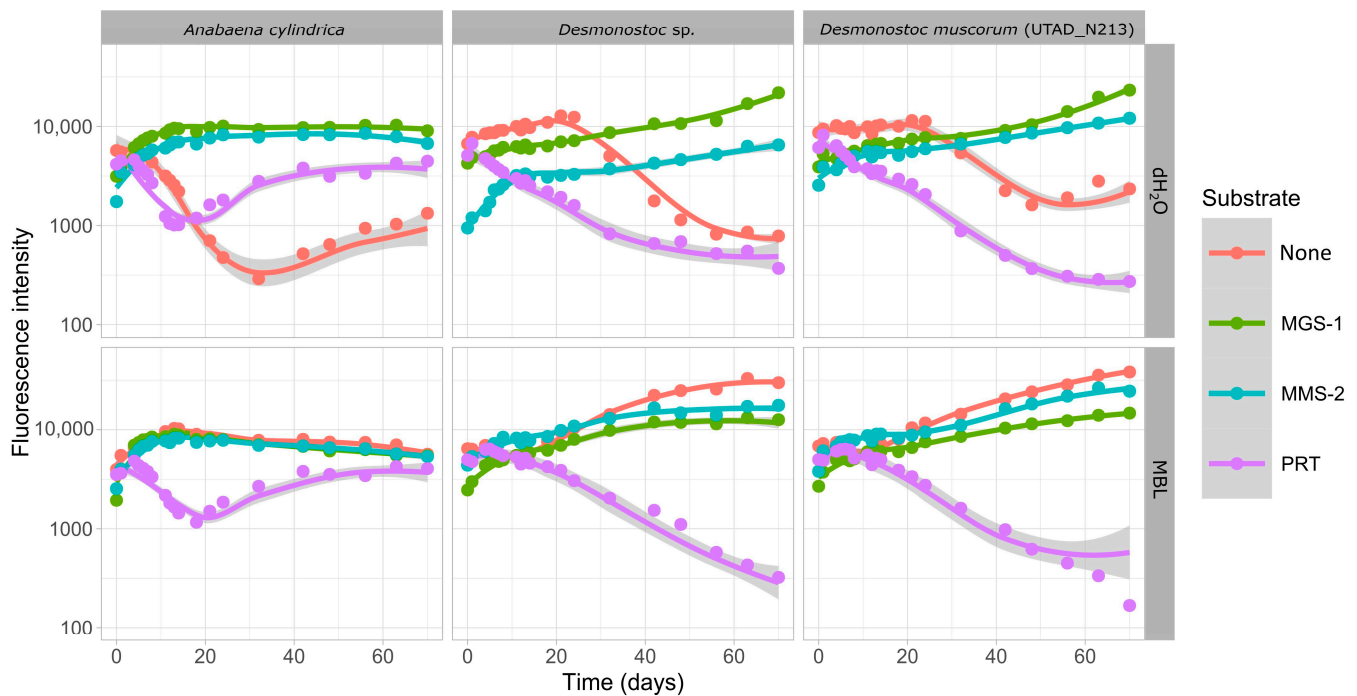 Anabaena cylindrica
Desmonostoc sp.
Desmonostoc muscorum (UTAD_N213)
10,000
1000
100
dH₂O
Fluorescence intensity
10,000
1000
100
MBL
0 20 40 60
0 20 40 60
0 20 40 60
Time (days)
Substrate
None
MGS-1
MMS-2
PRT